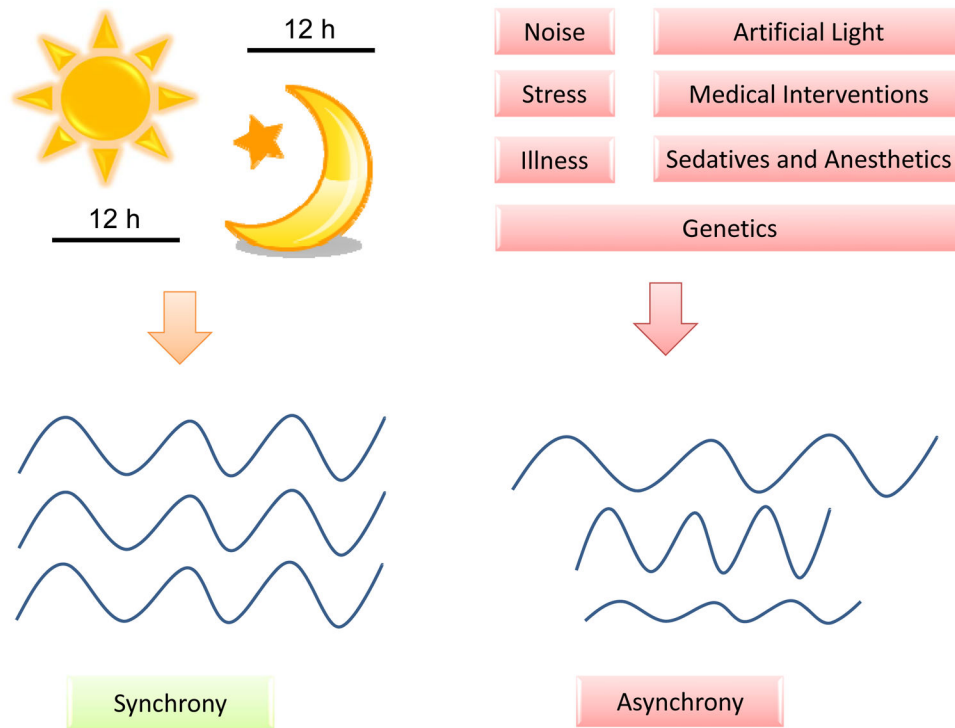 12 h
12 h
Noise
Artificial Light
Stress
Medical Interventions
Illness
Sedatives and Anesthetics
Genetics
Synchrony
Asynchrony